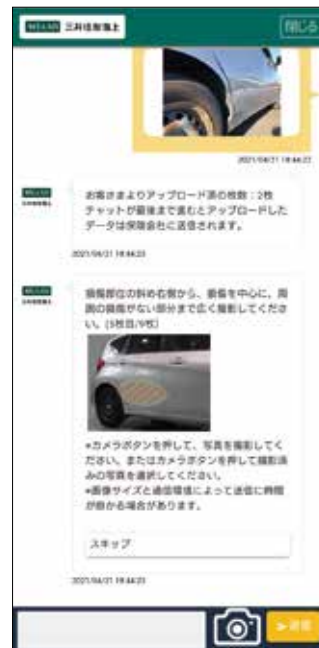 MS&AD 三井住友海上
閉じる
2021/04/21 18:44:22
お客さまよりアップロード済の枚数：2枚
チャットが最後まで進むとアップロードした
データは保険会社に送信されます。
2021/04/21 18:44:23
損傷部位の斜め右側から、損傷を中心に、周
囲の損傷がない部分まで広く撮影してくださ
い。(3枚目/9枚)
*カメラボタンを押して、写真を撮影してく
ださい。またはカメラボタンを押して撮影済
みの写真を選択してください。
*画像サイズと通信環境によって送信に時間
が掛かる場合があります。
スキップ
2021/04/21 18:44:23
送信